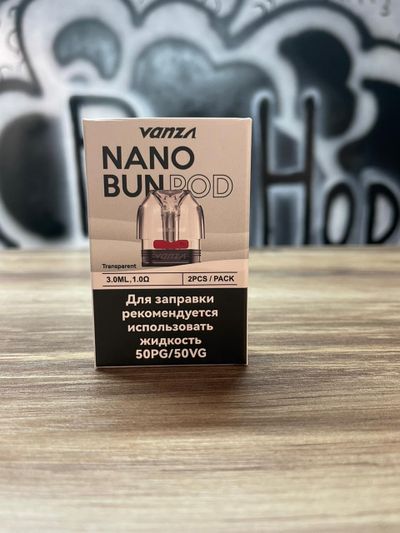 VANZA
NANO
BUN POD
VANZA
Transparent
3.0ML,1.0Ω
2PCS / PACK
Для заправки
рекомендуется
использовать
жидкость
50PG/50VG